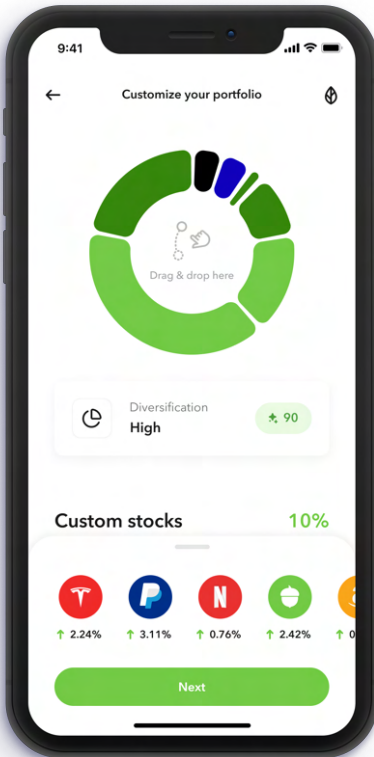 9:41
Customize your portfolio
Drag & drop here
Diversification
High
90
Custom stocks 10%
N
2.24% 3.11% 0.76% 2.42% 0
Next